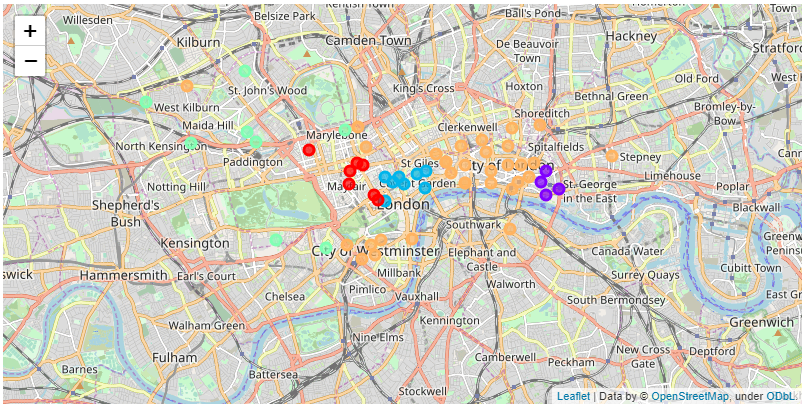 Willesden
Belsize Park
Ball's Pond
Town
Hackney
Kilburn
Camden Town
De Beauvoir
Town
Stratfo
St. John's Wood
King's Cross
Old Ford
West Kilburn
Hoxton
Bethnal Green
Bromley-by-
Bow
Maida Hill
Marylebone
Clerkenwell
Shoreditch
North Kensington
Paddington
St Giles
City of London
Spitalfields
Stepney
Limehouse
Notting Hill
Mayfair
Covent Garden
St. George
in the East
Poplar
Shepherd's
Bush
London
Blackwall
Southwark
Kensington
City of Westminster
Canada Water
swick
Hammersmith
Earl's Court
Millbank
Elephant and
Castle
Surrey Quays
Cubitt Town
Chelsea
Pimlico
Vauxhall
Walworth
South Bermondsey
East Gr
Walham Green
Kennington
Greenwich
Nine Elms
Fulham
Camberwell
New Cross
Gate
Deptford
Barnes
Battersea
Peckham
Stockwell
+
−
Leaflet | Data by © OpenStreetMap, under ODbL.